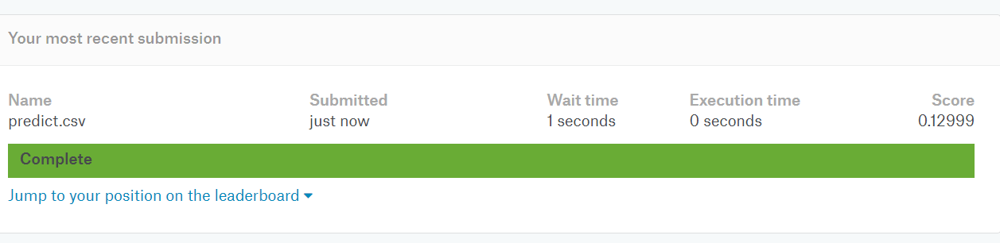 Your most recent submission
Name Submitted Wait time Execution time Score
predict.csv just now 1 seconds 0 seconds 0.12999
Complete
Jump to your position on the leaderboard